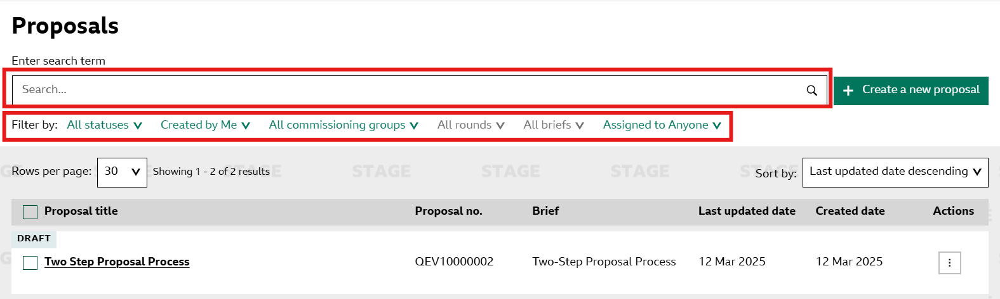 Proposals
Enter search term
Search...
+ Create a new proposal
Filter by: All statuses Created by Me All commissioning groups All rounds All briefs Assigned to Anyone
Rows per page: 30 Showing 1 - 2 of 2 results
Sort by: Last updated date descending
STAGE STAGE STAGE STAGE STAGE
Proposal title Proposal no. Brief Last updated date Created date Actions
DRAFT
Two Step Proposal Process QEV10000002 Two-Step Proposal Process 12 Mar 2025 12 Mar 2025